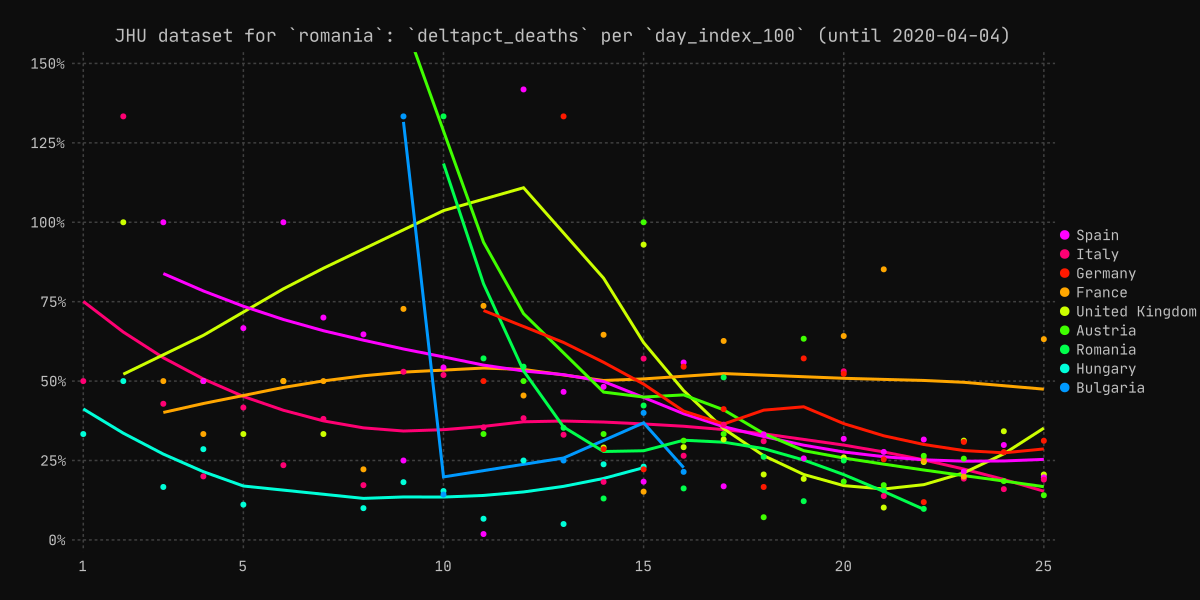 JHU dataset for `romania`: `deltapct_deaths` per `day_index_100` (until 2020-04-04)
150%
125%
100%
75%
50%
25%
0%
1 5 10 15 20 25
Spain
Italy
Germany
France
United Kingdom
Austria
Romania
Hungary
Bulgaria